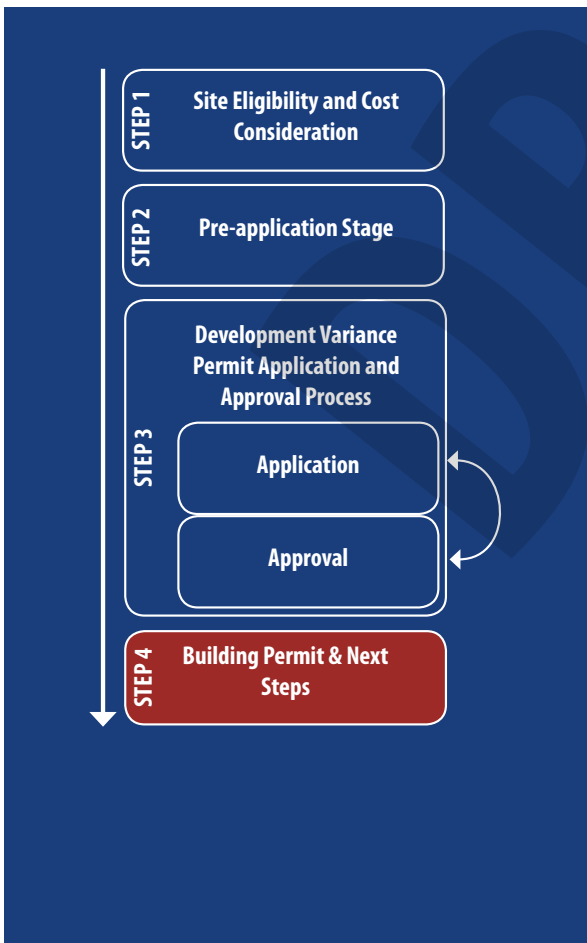 STEP 1
Site Eligibility and Cost
Consideration
STEP 2
Pre-application Stage
STEP 3
Development Variance
Permit Application and
Approval Process
Application
Approval
STEP 4
Building Permit & Next
Steps